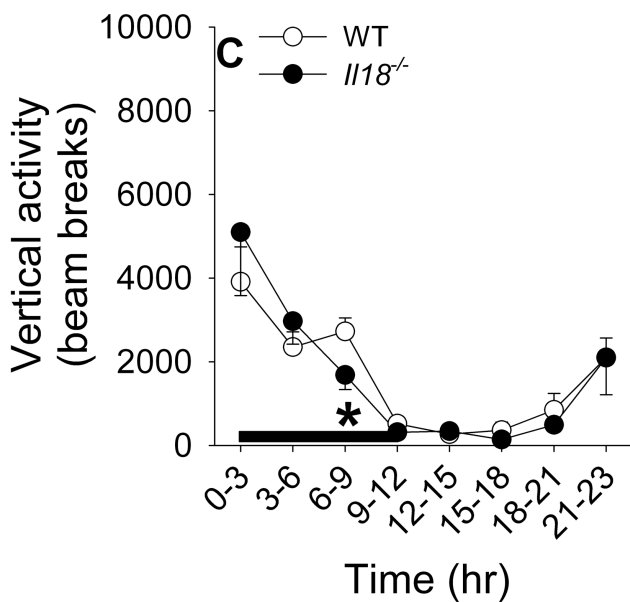 C
WT
Il18-/-
Vertical activity
(beam breaks)
10000
8000
6000
4000
2000
0
*
0-3
3-6
6-9
9-12
12-15
15-18
18-21
21-23
Time (hr)